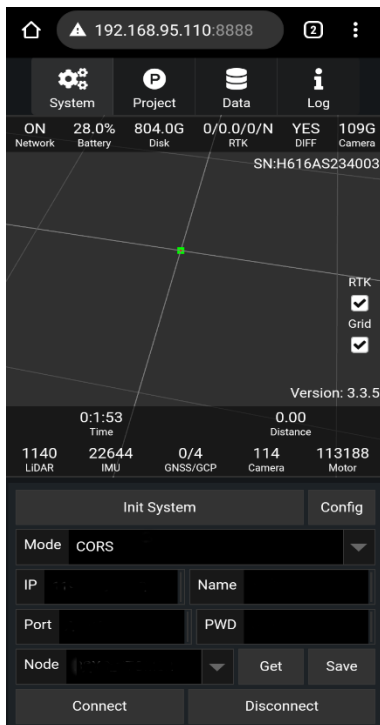 192.168.95.110:8888 2
System Project Data Log
ON 28.0% 804.0G 0/0.0/0/N YES 109G
Network Battery Disk RTK DIFF Camera
SN:H616AS234003
RTK
Grid
Version: 3.3.5
0:1:53 0.00
Time Distance
1140 22644 0/4 114 113188
LiDAR IMU GNSS/GCP Camera Motor
Init System Config
Mode CORS
IP Name
Port PWD
Node Get Save
Connect Disconnect